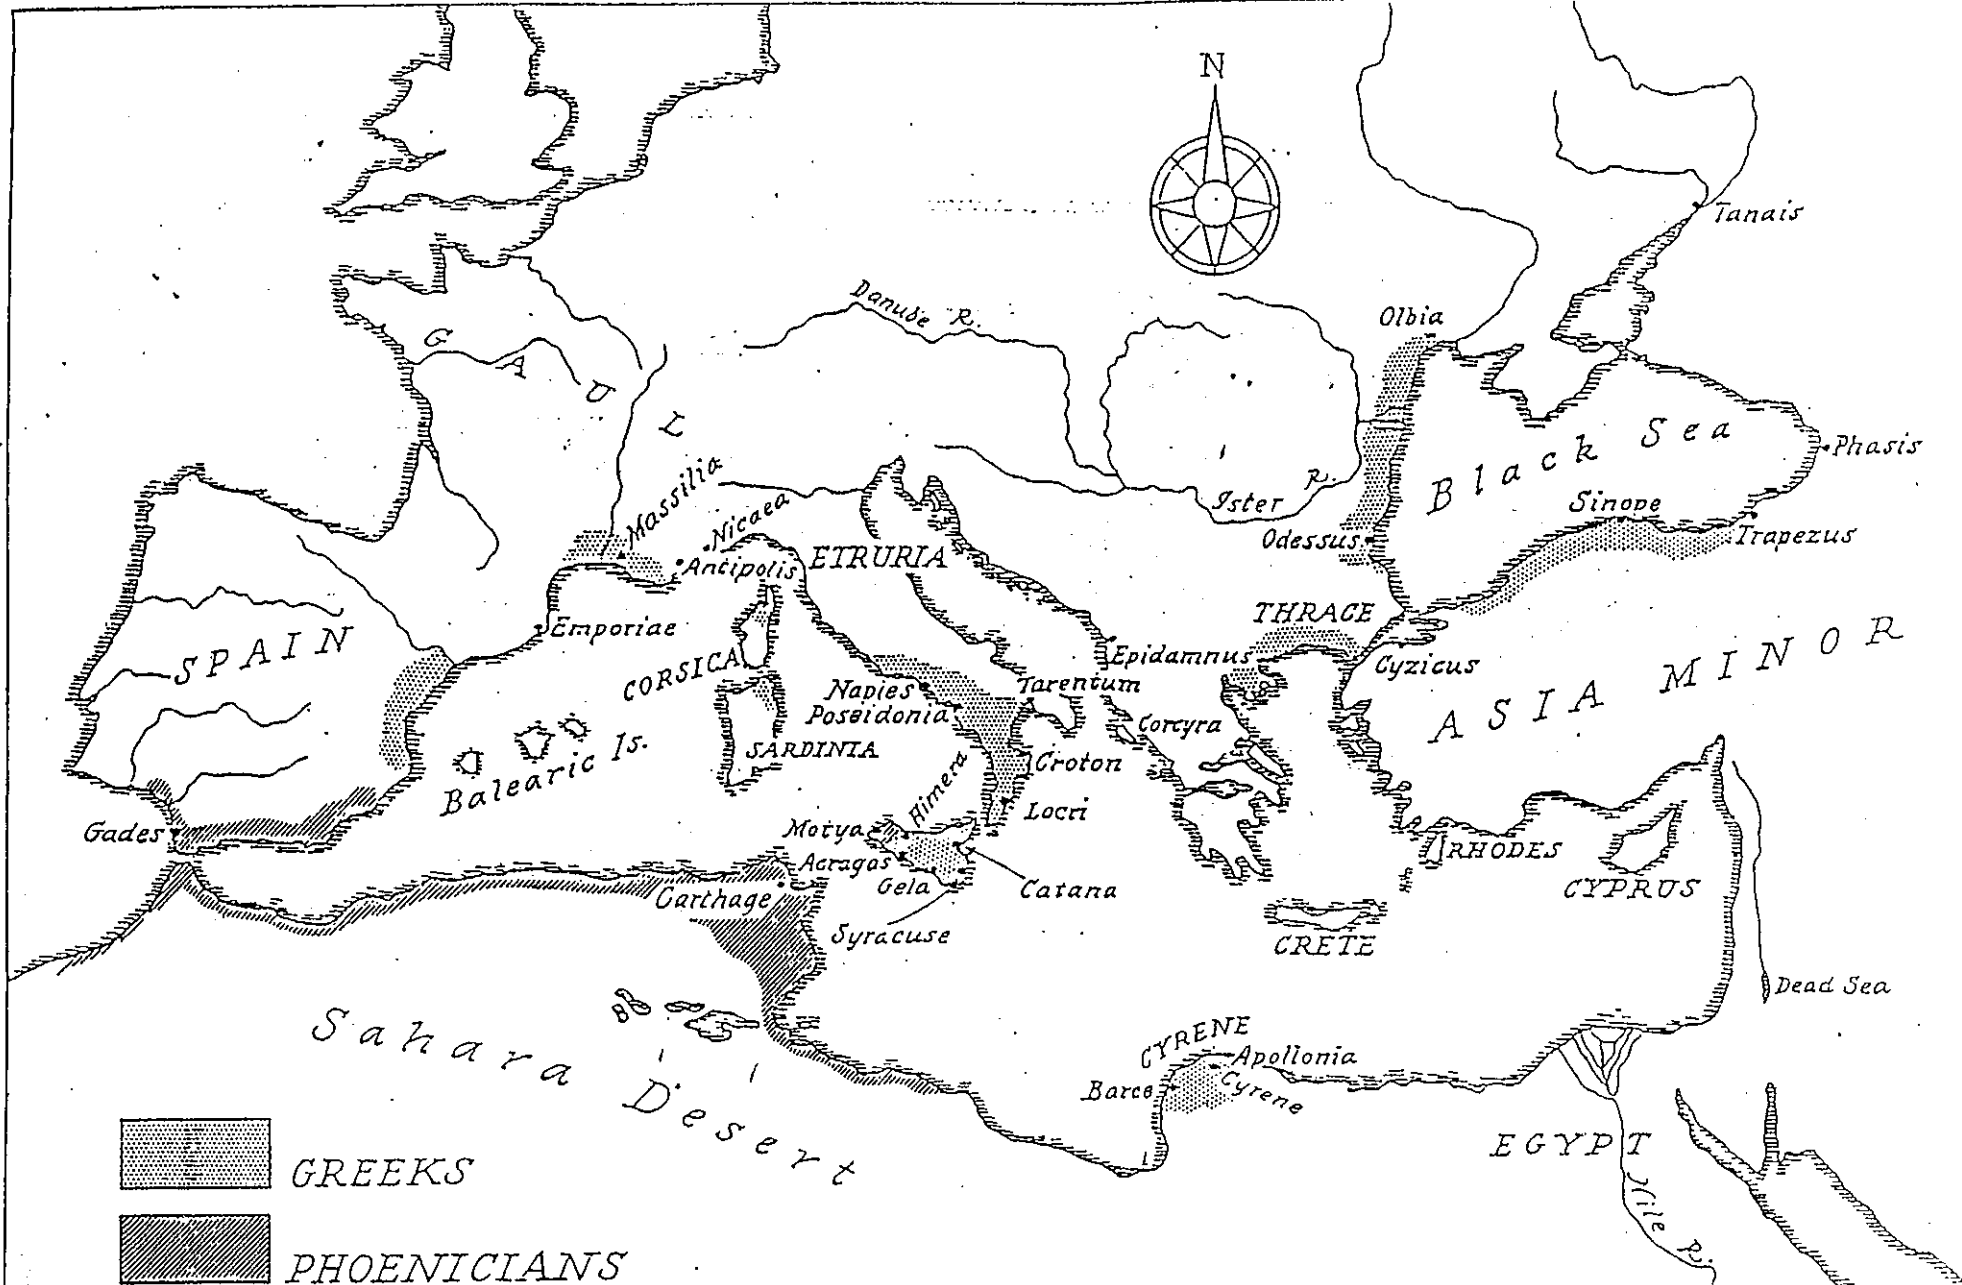 N
Tanais
Danube R.
Olbia
GAUL
Black Sea
Phasis
Massilia
Nicaea
Ister R.
Sinope
Odessus
Trapezus
Antipolis
ETRURIA
THRACE
Emporiae
SPAIN
CORSICA
Epidamnus
Cyzicus
ASIA MINOR
Naples
Tarentum
Poseidonia
Corcyra
SARDINIA
Balearic Is.
Croton
Himera
Locri
Gades
Motya
Acragas
RHODES
Carthage
Gela
Catana
CYPRUS
Syracuse
CRETE
Dead Sea
Sahara Desert
CYRENE
Apollonia
Barce
Cyrene
EGYPT
Nile R.
GREEKS
PHOENICIANS